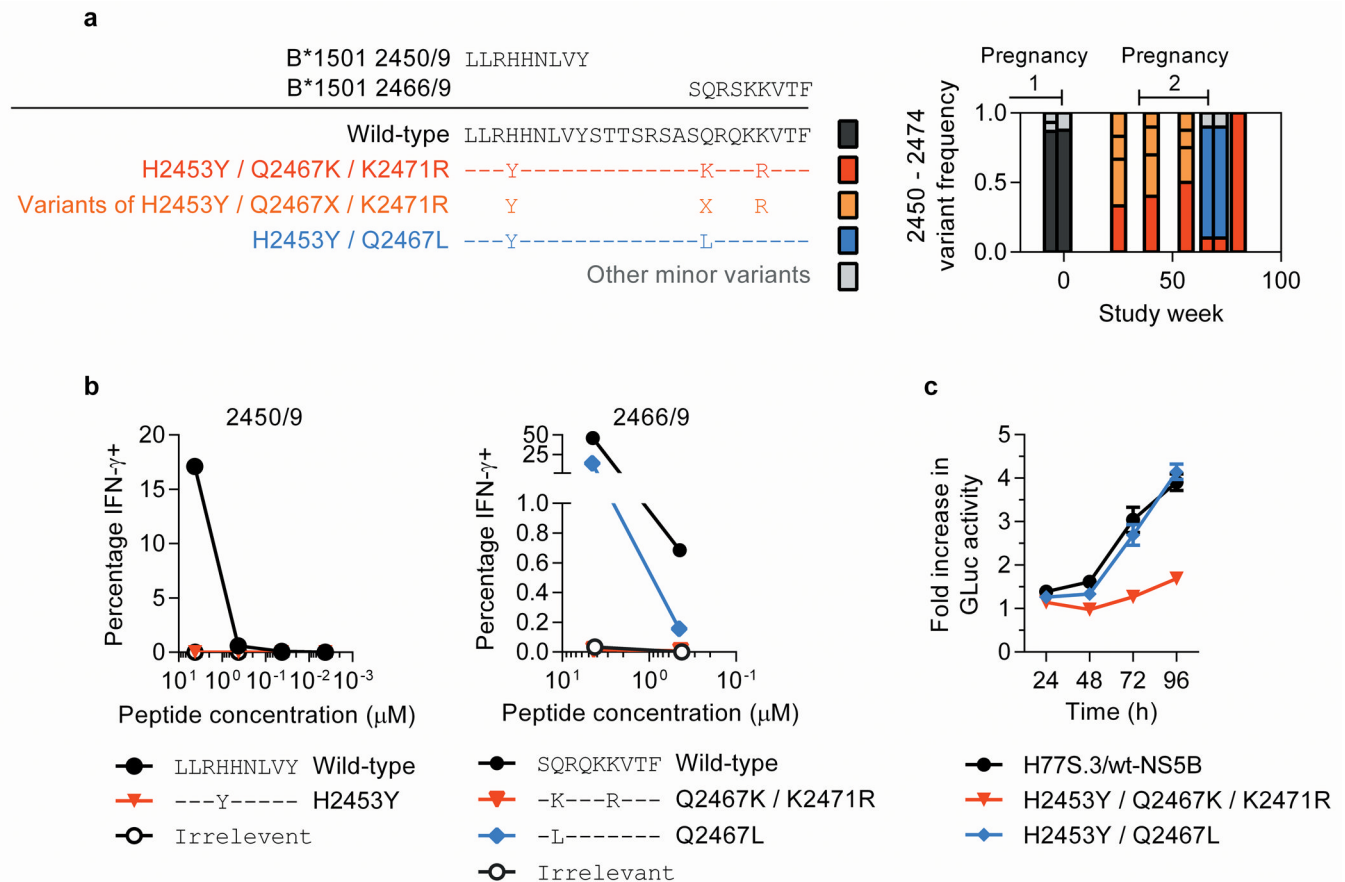 a
B*1501 2450/9 LLRHHNLVY
B*1501 2466/9 SQRSKKVTF
Wild-type LLRHHNLVYSTTSRSASQRQKKVTF
H2453Y / Q2467K / K2471R ---Y-------------K---R---
Variants of H2453Y / Q2467X / K2471R Y X R
H2453Y / Q2467L ---Y-------------L-------
Other minor variants
Pregnancy Pregnancy
1 2
2450 - 2474
variant frequency
1.0
0.5
0.0
0 50 100
Study week
b
2450/9
Percentage IFN-γ+
20
15
10
5
0
10¹ 10⁰ 10⁻¹ 10⁻² 10⁻³
Peptide concentration (μM)
LLRHHNLVY Wild-type
---Y----- H2453Y
Irrelevent
2466/9
Percentage IFN-γ+
50
25
1.0
0.8
0.6
0.4
0.2
0.0
10¹ 10⁰ 10⁻¹
Peptide concentration (μM)
SQRQKKVTF Wild-type
-K---R--- Q2467K / K2471R
-L------- Q2467L
Irrelevant
c
Fold increase in
GLuc activity
5
4
3
2
1
0
24 48 72 96
Time (h)
H77S.3/wt-NS5B
H2453Y / Q2467K / K2471R
H2453Y / Q2467L